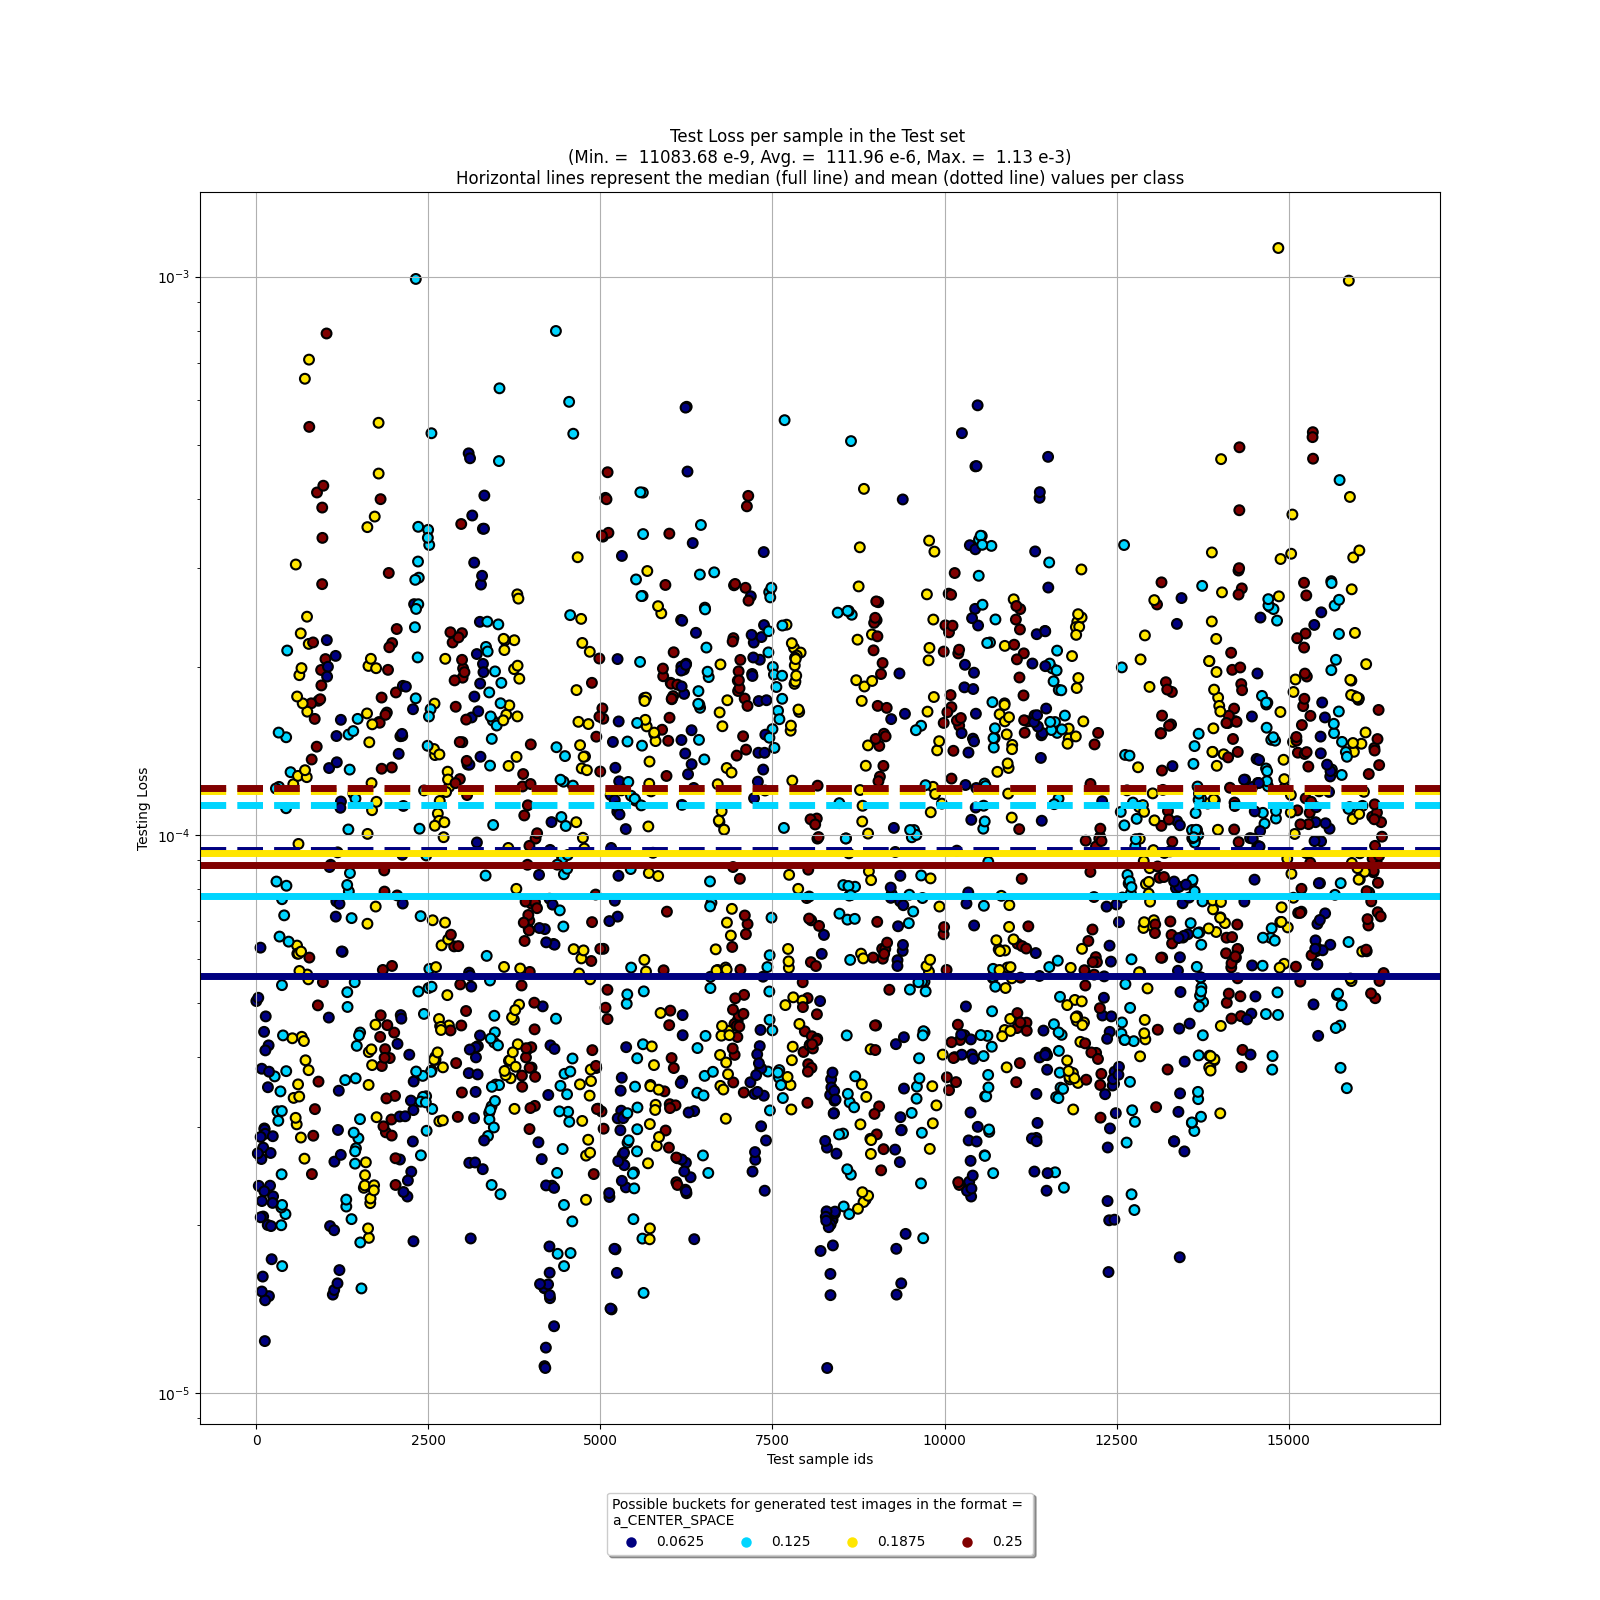 Test Loss per sample in the Test set
(Min. =  11083.68 e-9, Avg. =  111.96 e-6, Max. =  1.13 e-3)
Horizontal lines represent the median (full line) and mean (dotted line) values per class
Testing Loss
10⁻³
10⁻⁴
10⁻⁵
0 2500 5000 7500 10000 12500 15000
Test sample ids
Possible buckets for generated test images in the format =
a_CENTER_SPACE
0.0625 0.125 0.1875 0.25